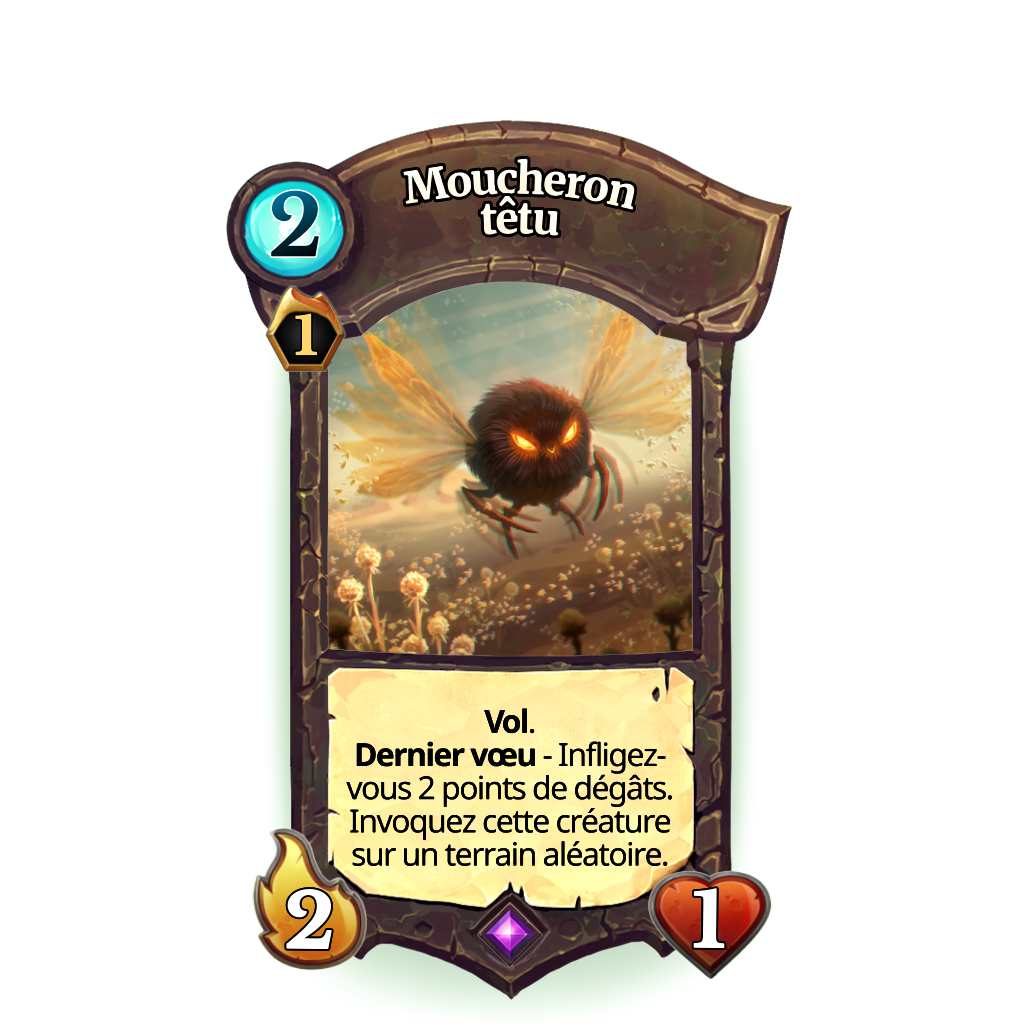 Moucheron
têtu
2
1
Vol.
Dernier vœu - Infligez-
vous 2 points de dégâts.
Invoquez cette créature
sur un terrain aléatoire.
2
1